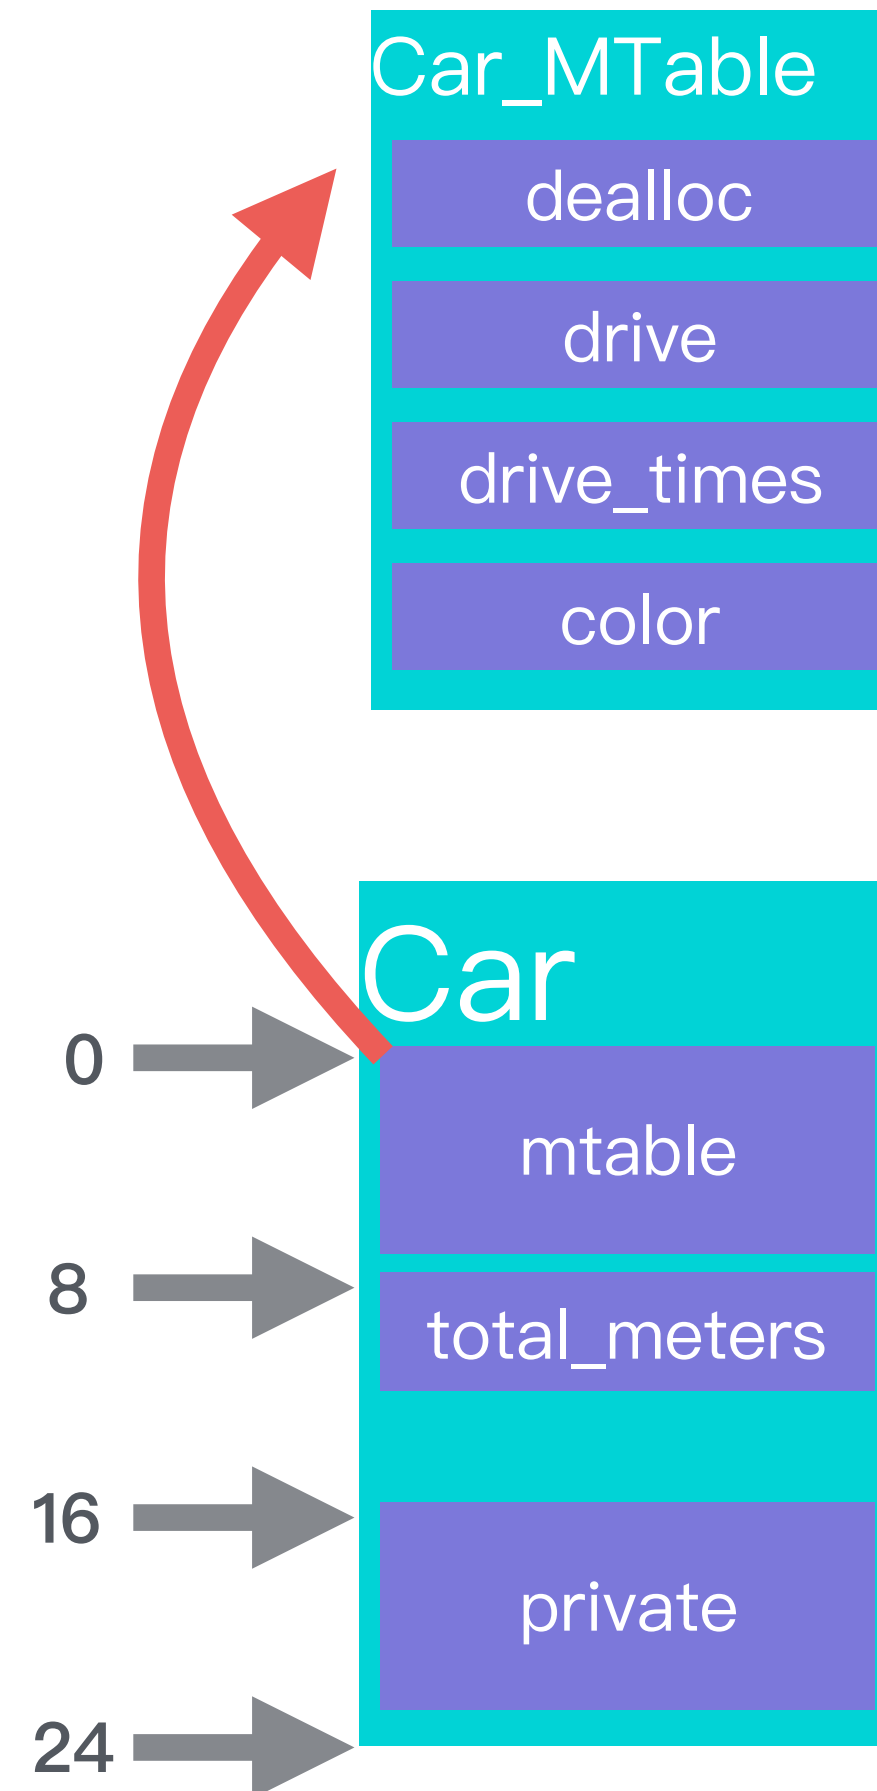 Car_MTable
dealloc
drive
drive_times
color
Car
0
mtable
8
total_meters
16
private
24